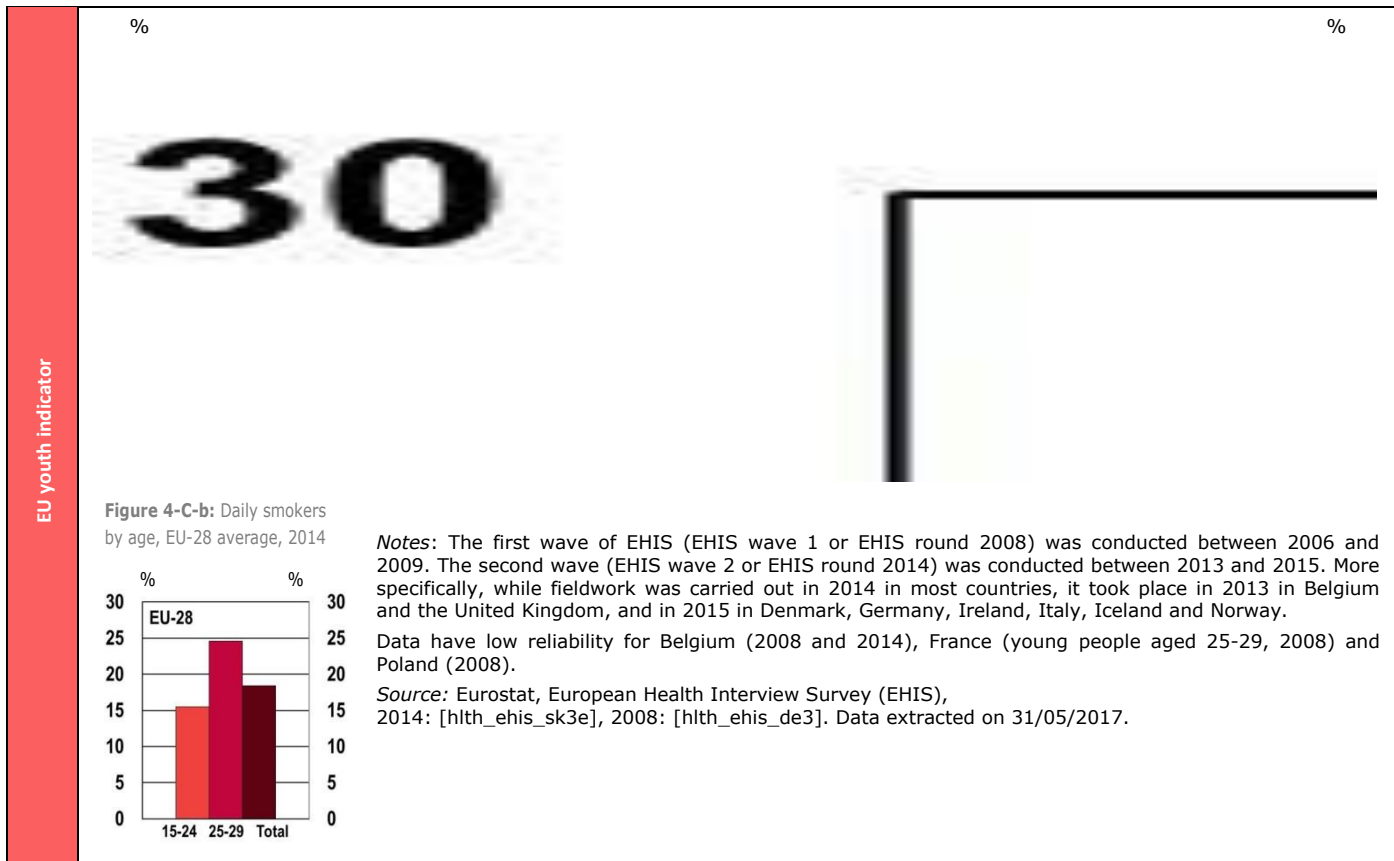 EU youth indicator
% %
30
Figure 4-C-b: Daily smokers
by age, EU-28 average, 2014
Notes: The first wave of EHIS (EHIS wave 1 or EHIS round 2008) was conducted between 2006 and
2009. The second wave (EHIS wave 2 or EHIS round 2014) was conducted between 2013 and 2015. More
specifically, while fieldwork was carried out in 2014 in most countries, it took place in 2013 in Belgium
and the United Kingdom, and in 2015 in Denmark, Germany, Ireland, Italy, Iceland and Norway.
Data have low reliability for Belgium (2008 and 2014), France (young people aged 25-29, 2008) and
Poland (2008).
Source: Eurostat, European Health Interview Survey (EHIS),
2014: [hlth_ehis_sk3e], 2008: [hlth_ehis_de3]. Data extracted on 31/05/2017.
% %
30 30
EU-28
25 25
20 20
15 15
10 10
5 5
0 0
15-24 25-29 Total